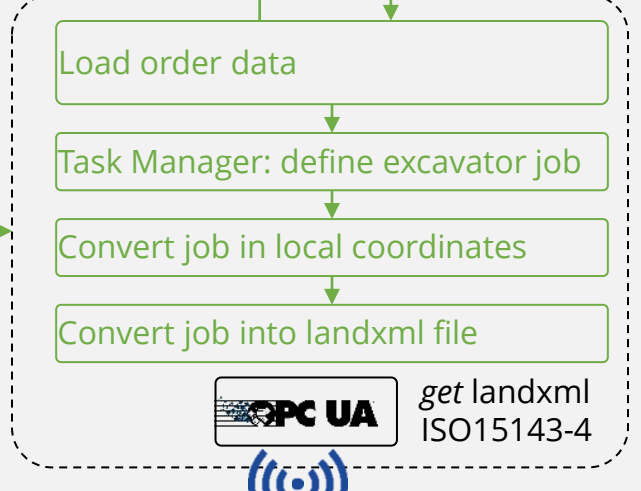 Load order data
Task Manager: define excavator job
Convert job in local coordinates
Convert job into landxml file
OPC UA
get landxml
ISO15143-4